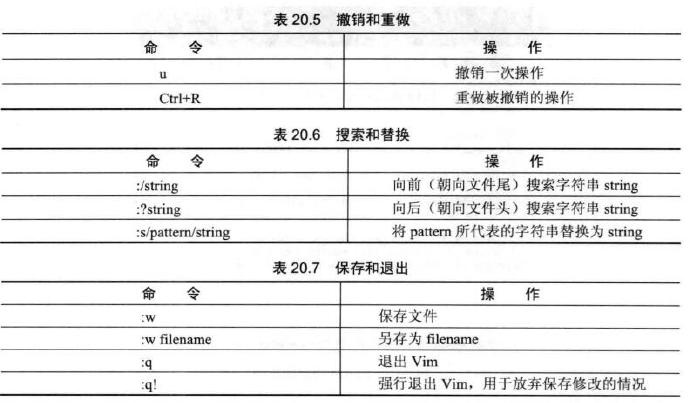 表 20.5 撤销和重做
命 令 操 作
u 撤销一次操作
Ctrl+R 重做被撤销的操作
表 20.6 搜索和替换
命 令 操 作
:/string 向前（朝向文件尾）搜索字符串 string
:?string 向后（朝向文件头）搜索字符串 string
:s/pattern/string 将 pattern 所代表的字符串替换为 string
表 20.7 保存和退出
命 令 操 作
:w 保存文件
:w filename 另存为 filename
:q 退出 Vim
:q! 强行退出 Vim，用于放弃保存修改的情况